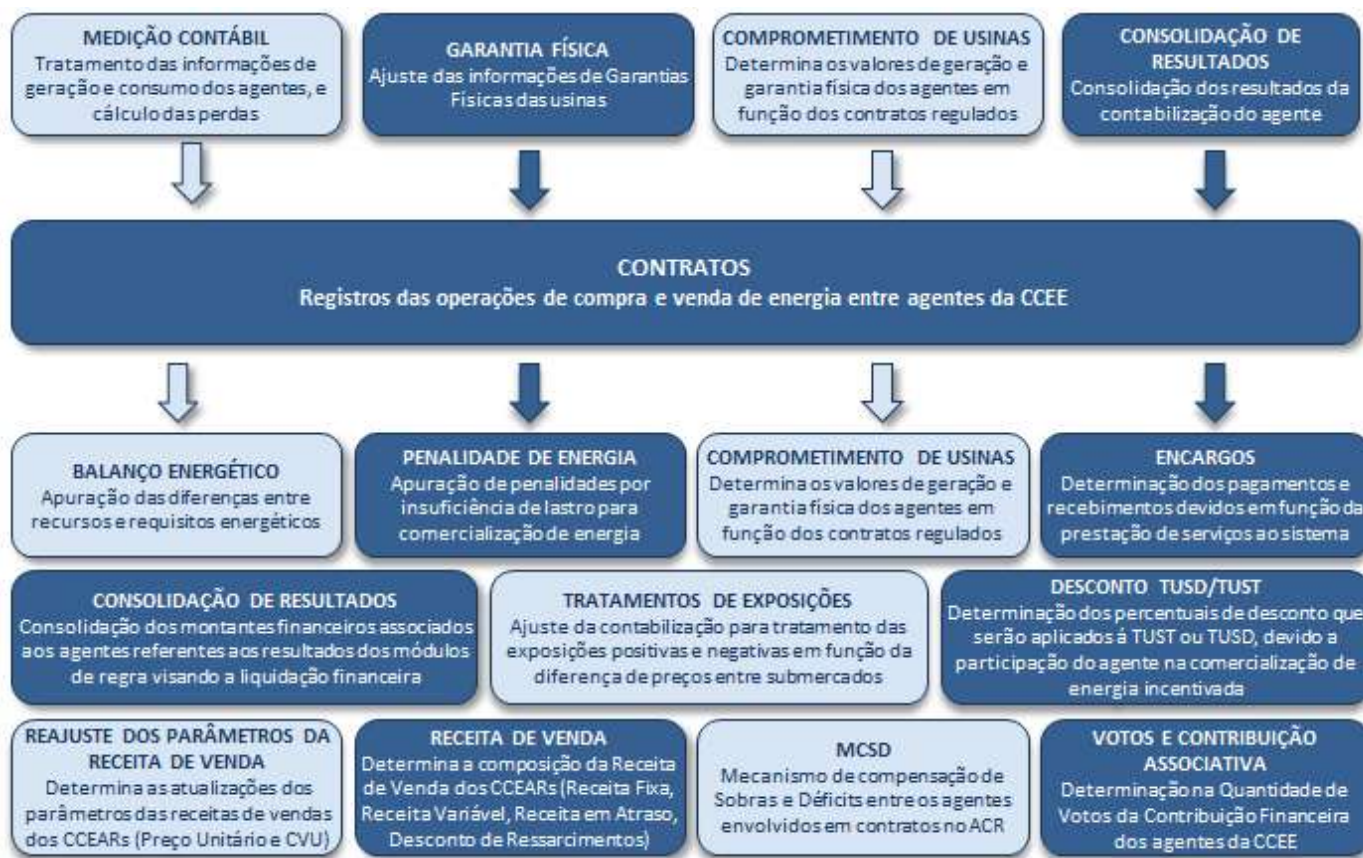 MEDIÇÃO CONTÁBIL
Tratamento das informações de
geração e consumo dos agentes, e
cálculo das perdas
GARANTIA FÍSICA
Ajuste das informações de Garantias
Fisicas das usinas
COMPROMETIMENTO DE USINAS
Determina os valores de geração e
garantia física dos agentes em
função dos contratos regulados
CONSOLIDAÇÃO DE
RESULTADOS
Consolidação dos resultados da
contabilização do agente
CONTRATOS
Registros das operações de compra e venda de energia entre agentes da CCEE
BALANÇO ENERGÉTICO
Apuração das diferenças entre
recursos e requisitos energéticos
PENALIDADE DE ENERGIA
Apuração de penalidades por
insuficiência de lastro para
comercialização de energia
COMPROMETIMENTO DE USINAS
Determina os valores de geração e
garantia física dos agentes em
função dos contratos regulados
ENCARGOS
Determinação dos pagamentos e
recebimentos devidos em função da
prestação de serviços ao sistema
CONSOLIDAÇÃO DE RESULTADOS
Consolidação dos montantes financeiros associados
aos agentes referentes aos resultados dos módulos
de regra visando a liquidação financeira
TRATAMENTOS DE EXPOSIÇÕES
Ajuste da contabilização para tratamento das
exposições positivas e negativas em função da
diferença de preços entre submercados
DESCONTO TUSD/TUST
Determinação dos percentuais de desconto que
serão aplicados á TUST ou TUSD, devido a
participação do agente na comercialização de
energia incentivada
REAJUSTE DOS PARÂMETROS DA
RECEITA DE VENDA
Determina as atualizações dos
parâmetros das receitas de vendas
dos CCEARs (Preço Unitário e CVU)
RECEITA DE VENDA
Determina a composição da Receita
de Venda dos CCEARs (Receita Fixa,
Receita Variável, Receita em Atraso,
Desconto de Ressarcimentos)
MCSD
Mecanismo de compensação de
Sobras e Déficits entre os agentes
envolvidos em contratos no ACR
VOTOS E CONTRIBUIÇÃO
ASSOCIATIVA
Determinação na Quantidade de
Votos da Contribuição Financeira
dos agentes da CCEE